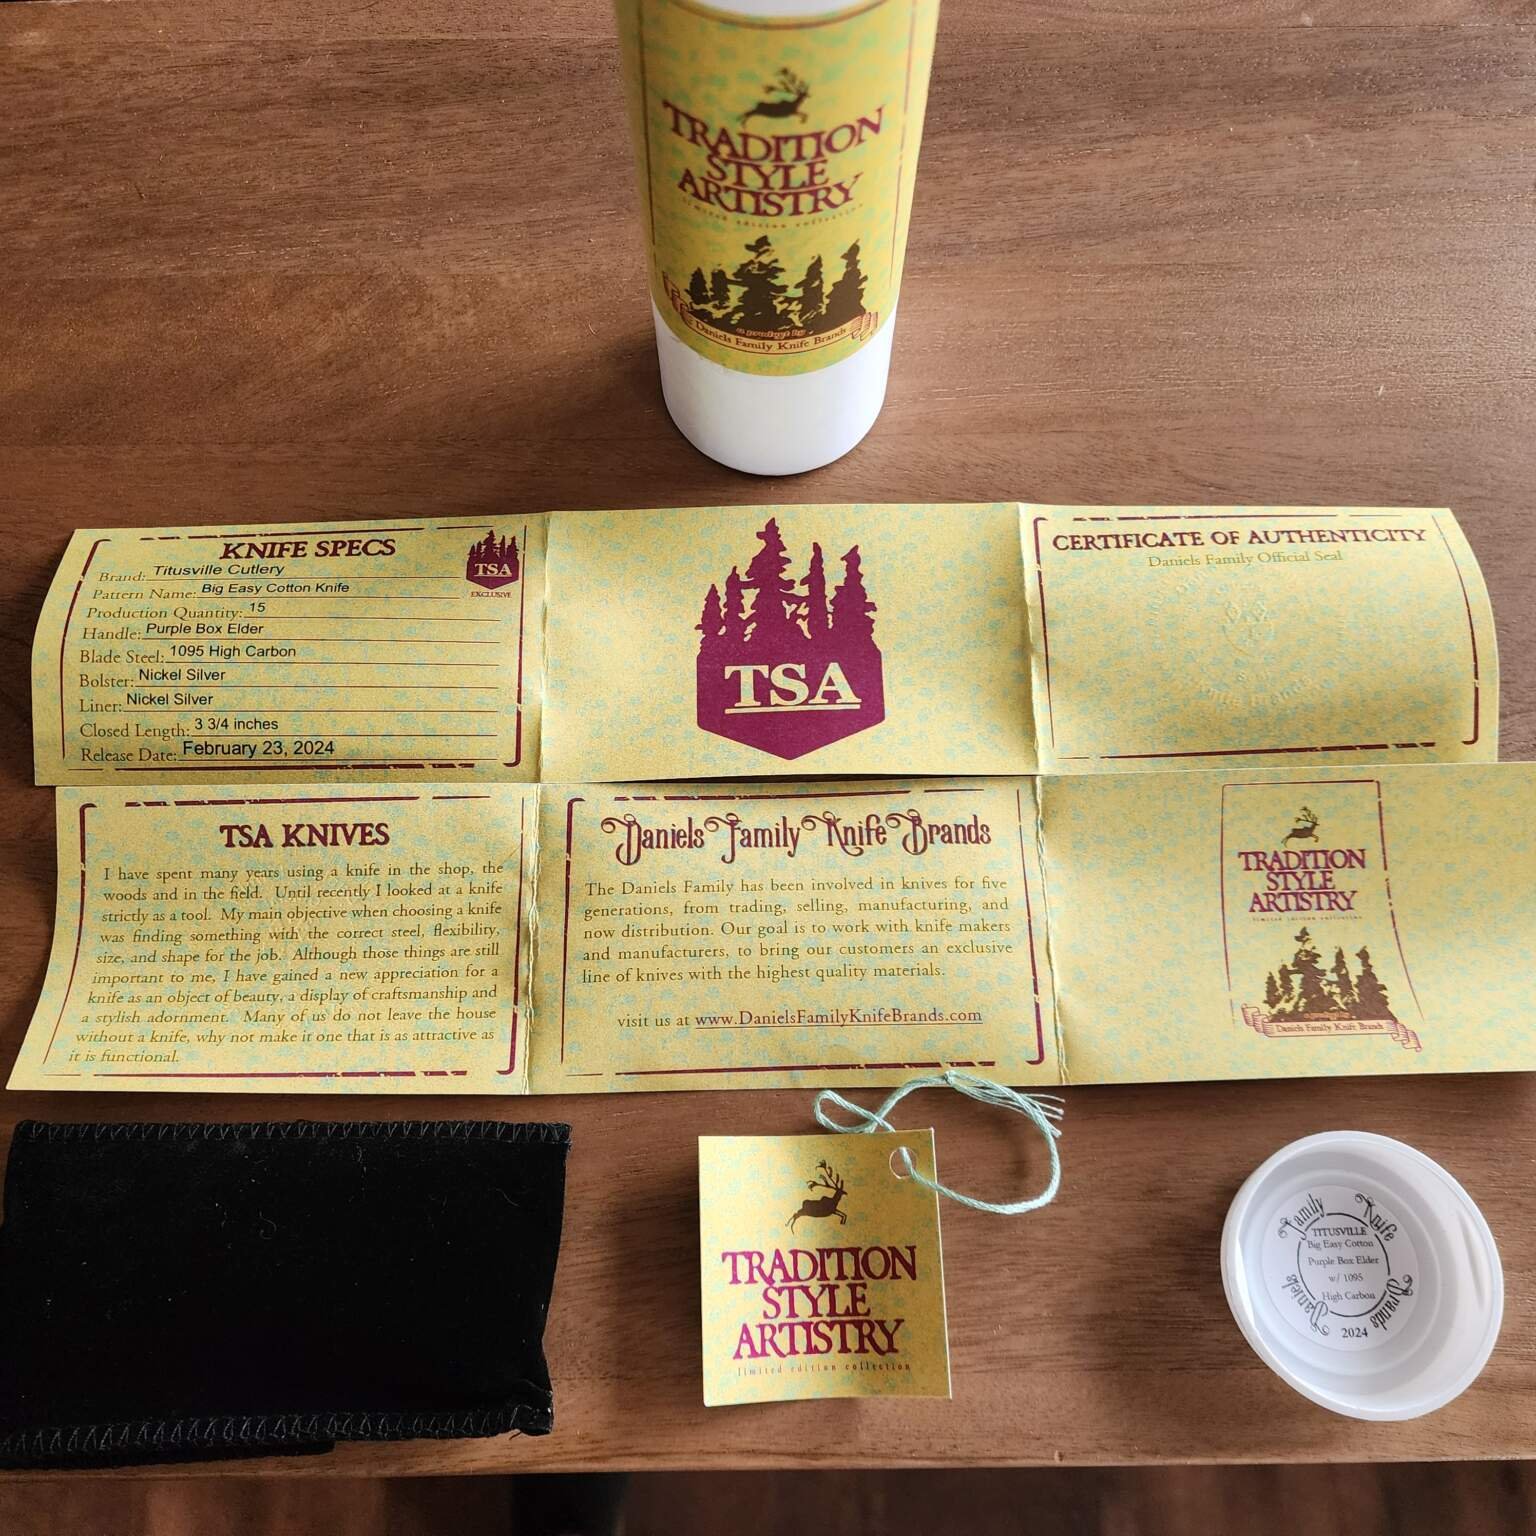 TRADITION
STYLE
ARTISTRY
limited edition collection
a product by
Daniels Family Knife Brands
KNIFE SPECS
TSA
EXCLUSIVE
Brand: Titusville Cutlery
Pattern Name: Big Easy Cotton Knife
Production Quantity: 15
Handle: Purple Box Elder
Blade Steel: 1095 High Carbon
Bolster: Nickel Silver
Liner: Nickel Silver
Closed Length: 3 3/4 inches
Release Date: February 23, 2024
TSA
CERTIFICATE OF AUTHENTICITY
Daniels Family Official Seal
TSA KNIVES
I have spent many years using a knife in the shop, the
woods and in the field. Until recently I looked at a knife
strictly as a tool. My main objective when choosing a knife
was finding something with the correct steel, flexibility,
size, and shape for the job. Although those things are still
important to me, I have gained a new appreciation for a
knife as an object of beauty, a display of craftsmanship and
a stylish adornment. Many of us do not leave the house
without a knife, why not make it one that is as attractive as
it is functional.
Daniels Family Knife Brands
The Daniels Family has been involved in knives for five
generations, from trading, selling, manufacturing, and
now distribution. Our goal is to work with knife makers
and manufacturers, to bring our customers an exclusive
line of knives with the highest quality materials.
visit us at www.DanielsFamilyKnifeBrands.com
TRADITION
STYLE
ARTISTRY
limited edition collection
Daniels Family Knife Brands
TRADITION
STYLE
ARTISTRY
limited edition collection
Daniels Family Knife Brands
TITUSVILLE
Big Easy Cotton
Purple Box Elder
w/ 1095
High Carbon
2024